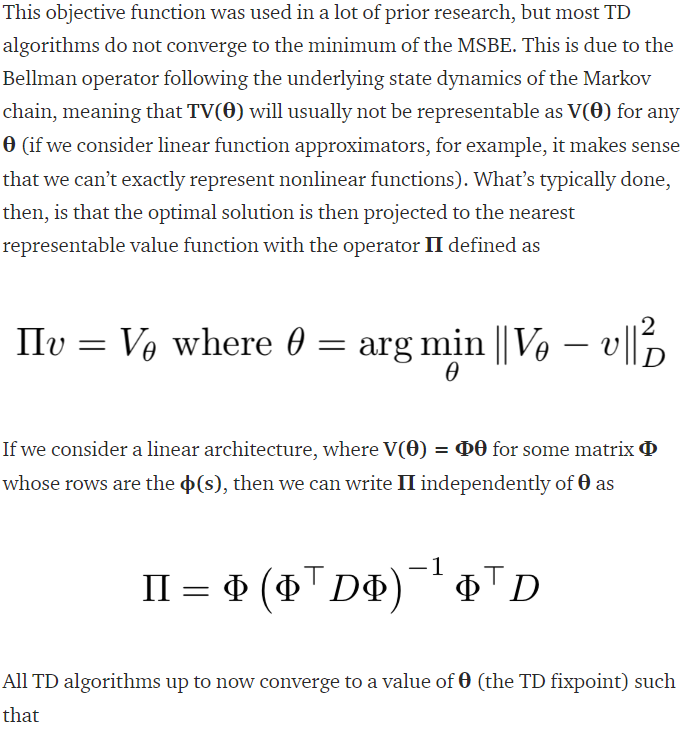 This objective function was used in a lot of prior research, but most TD
algorithms do not converge to the minimum of the MSBE. This is due to the
Bellman operator following the underlying state dynamics of the Markov
chain, meaning that TV(θ) will usually not be representable as V(θ) for any
θ (if we consider linear function approximators, for example, it makes sense
that we can’t exactly represent nonlinear functions). What’s typically done,
then, is that the optimal solution is then projected to the nearest
representable value function with the operator Π defined as
Πv = V_θ where θ = arg min_θ ‖V_θ − v‖²_D
If we consider a linear architecture, where V(θ) = Φθ for some matrix Φ
whose rows are the ϕ(s), then we can write Π independently of θ as
Π = Φ (Φ^⊤ DΦ)^−1 Φ^⊤ D
All TD algorithms up to now converge to a value of θ (the TD fixpoint) such
that